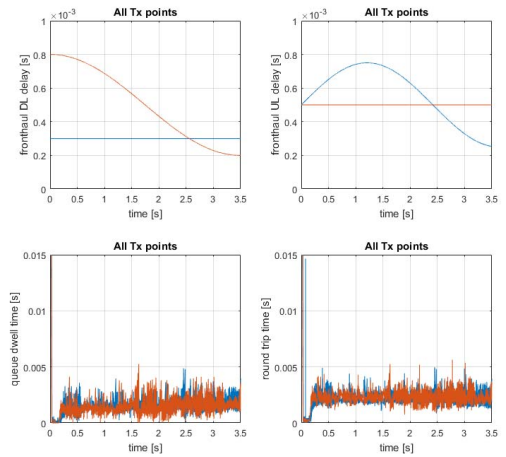 All Tx points
1 ×10⁻³
0.8
0.6
0.4
0.2
0
fronthaul DL delay [s]
0 0.5 1 1.5 2 2.5 3 3.5
time [s]
All Tx points
1 ×10⁻³
0.8
0.6
0.4
0.2
0
fronthaul UL delay [s]
0 0.5 1 1.5 2 2.5 3 3.5
time [s]
All Tx points
0.015
0.01
0.005
0
queue dwell time [s]
0 0.5 1 1.5 2 2.5 3 3.5
time [s]
All Tx points
0.015
0.01
0.005
0
round trip time [s]
0 0.5 1 1.5 2 2.5 3 3.5
time [s]